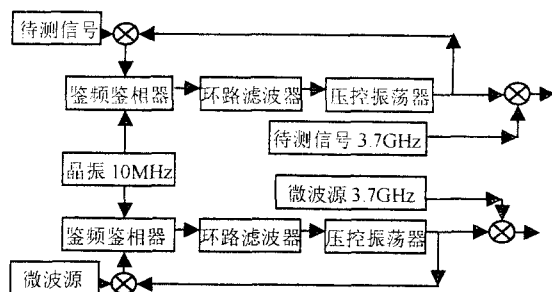 待测信号
鉴频鉴相器 环路滤波器 压控振荡器
待测信号 3.7GHz
晶振 10MHz
微波源 3.7GHz
鉴频鉴相器 环路滤波器 压控振荡器
微波源